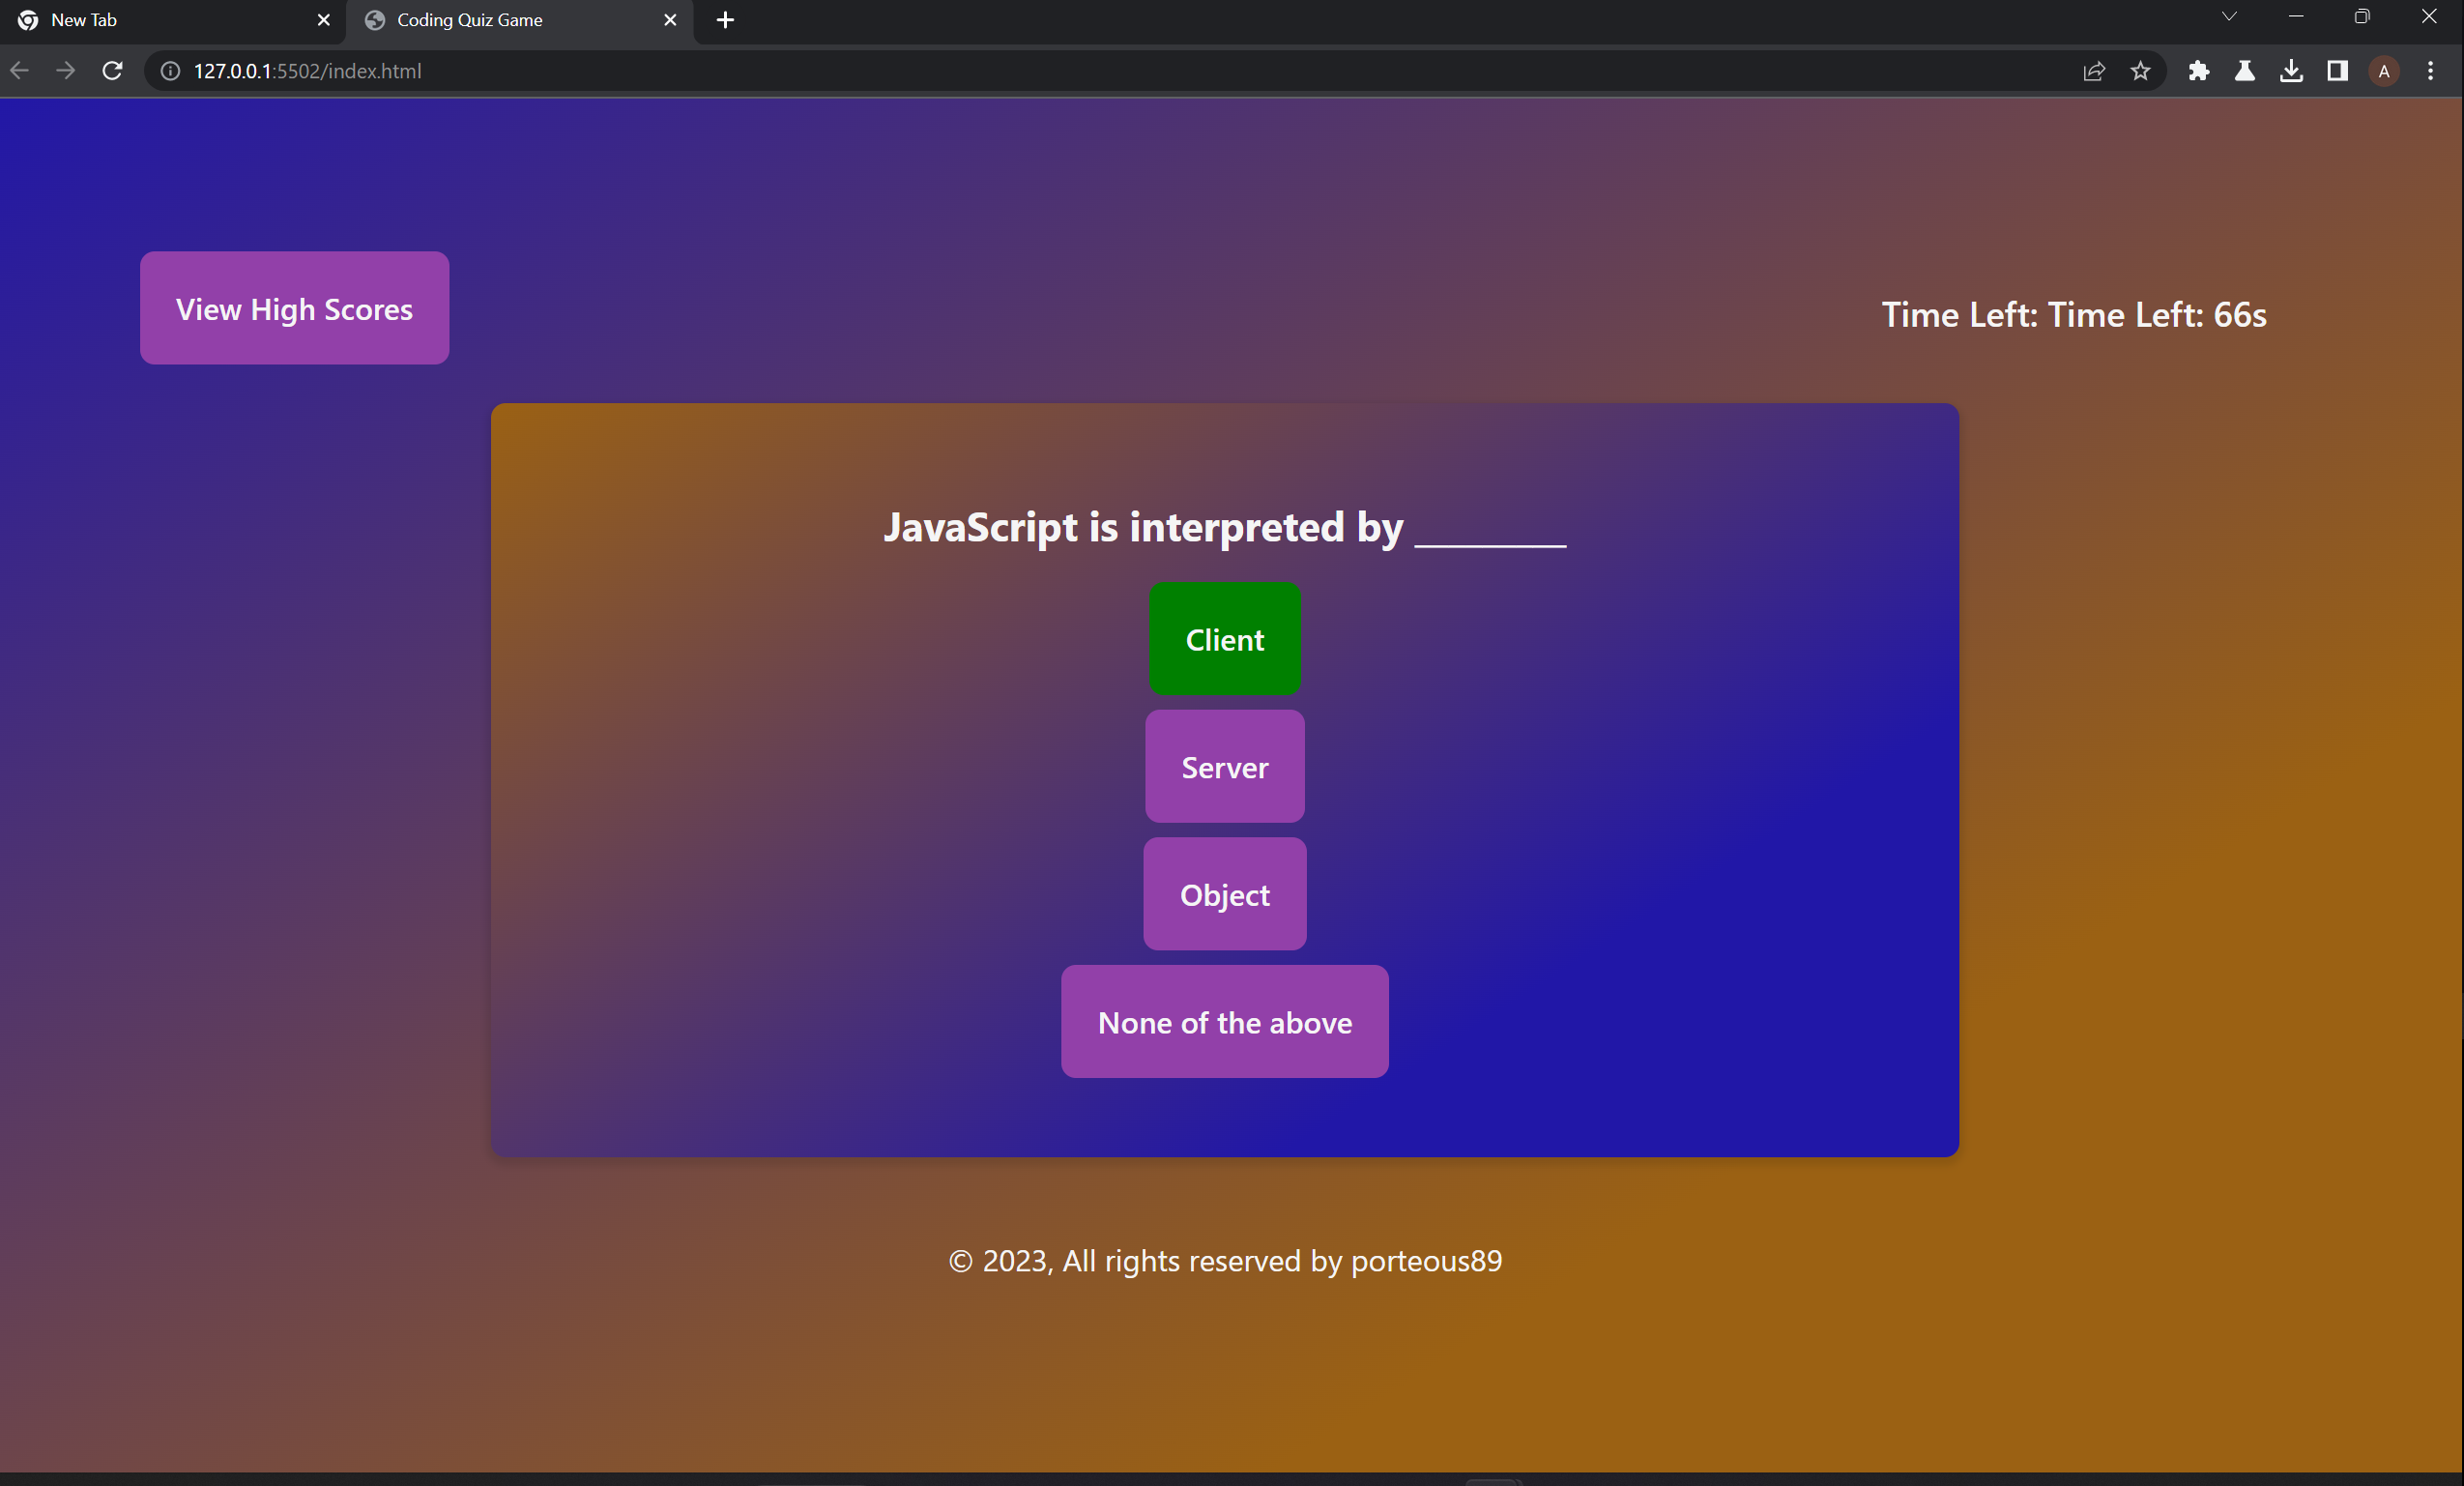 New Tab
Coding Quiz Game
127.0.0.1:5502/index.html
A
View High Scores
Time Left: Time Left: 66s
JavaScript is interpreted by _________
Client
Server
Object
None of the above
© 2023, All rights reserved by porteous89